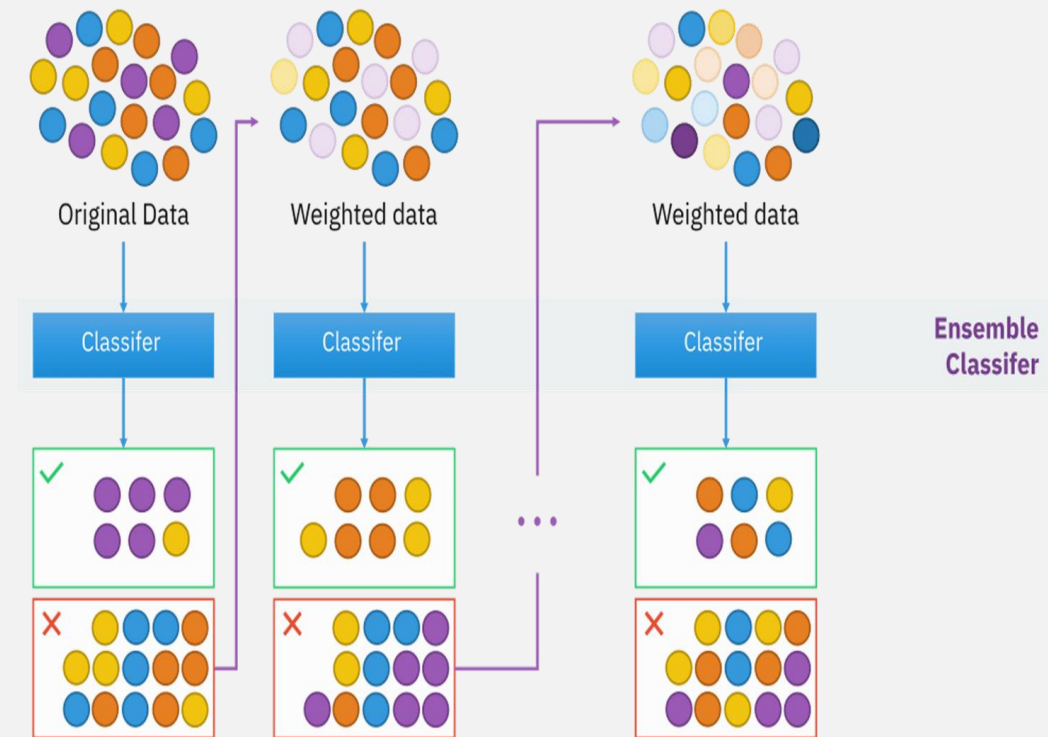 Original Data
Weighted data
Weighted data
Classifer
Classifer
Classifer
Ensemble
Classifer